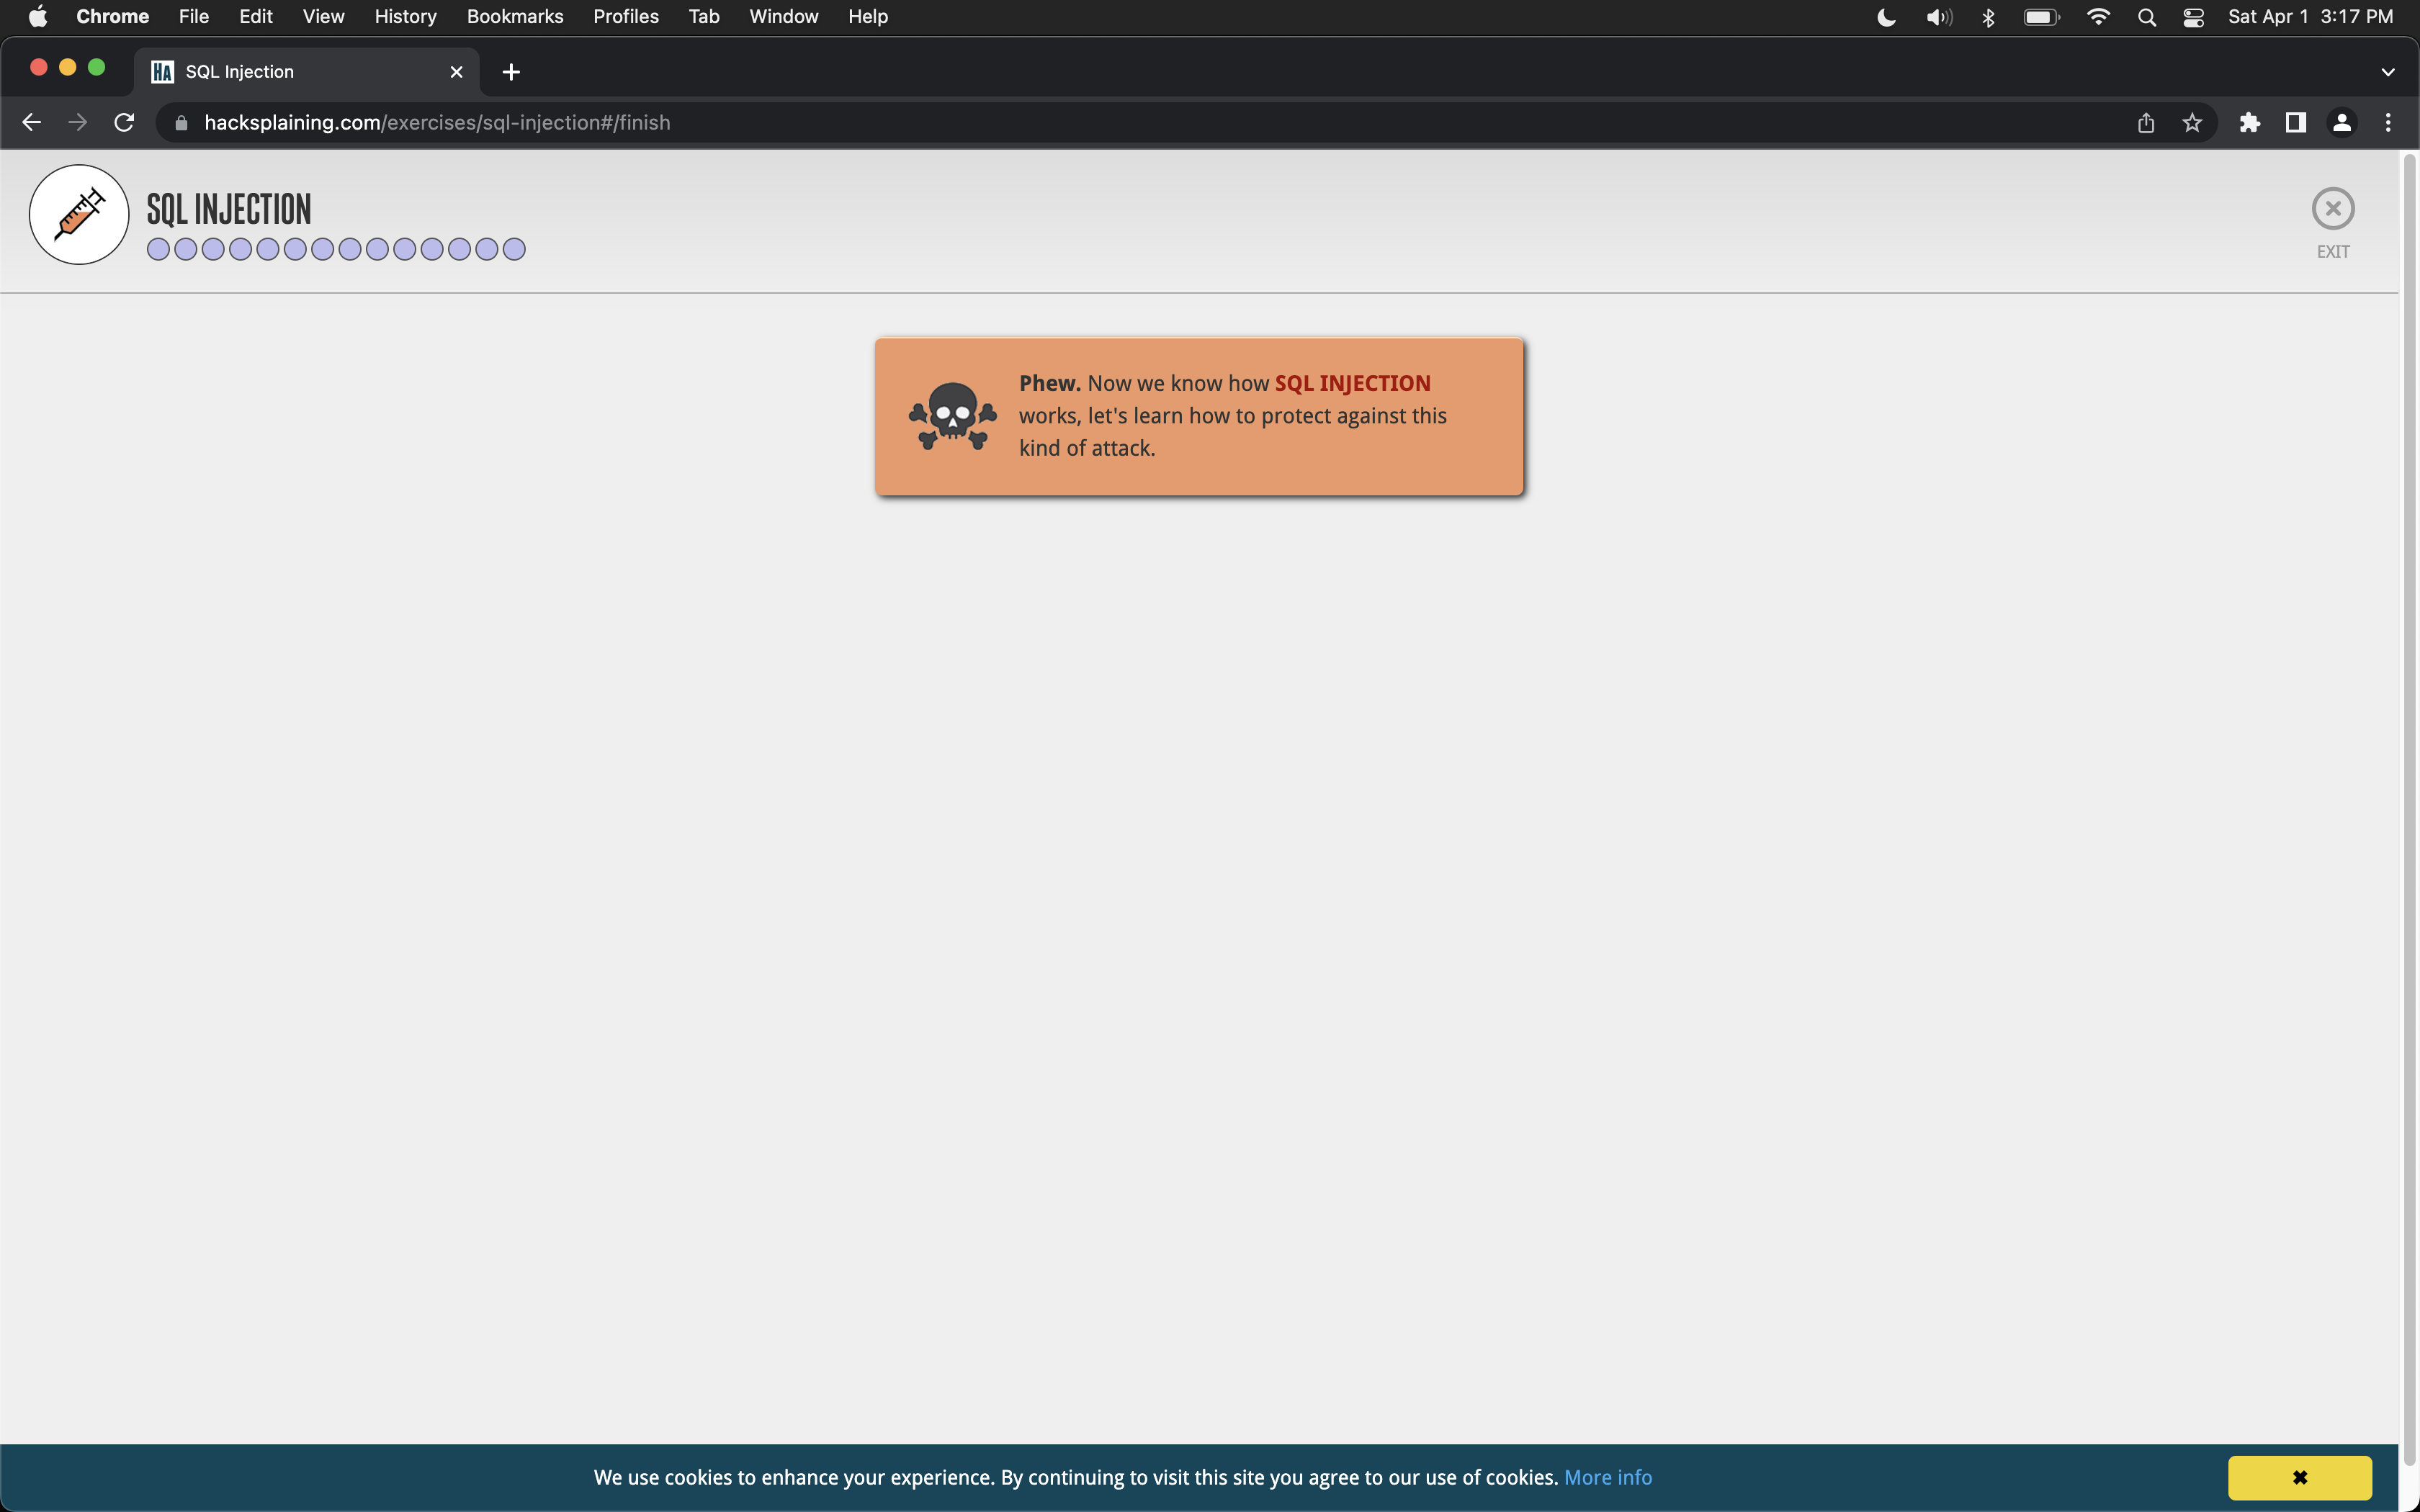 Chrome File Edit View History Bookmarks Profiles Tab Window Help Sat Apr 1 3:17 PM
HA SQL Injection
hacksplaining.com/exercises/sql-injection#/finish
SQL INJECTION
EXIT
Phew. Now we know how SQL INJECTION
works, let's learn how to protect against this
kind of attack.
We use cookies to enhance your experience. By continuing to visit this site you agree to our use of cookies. More info